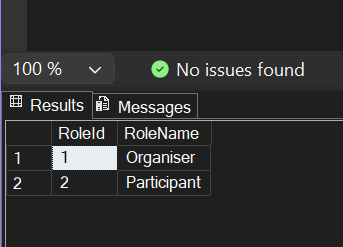 100 %
No issues found
Results
Messages
RoleId RoleName
1 1 Organiser
2 2 Participant